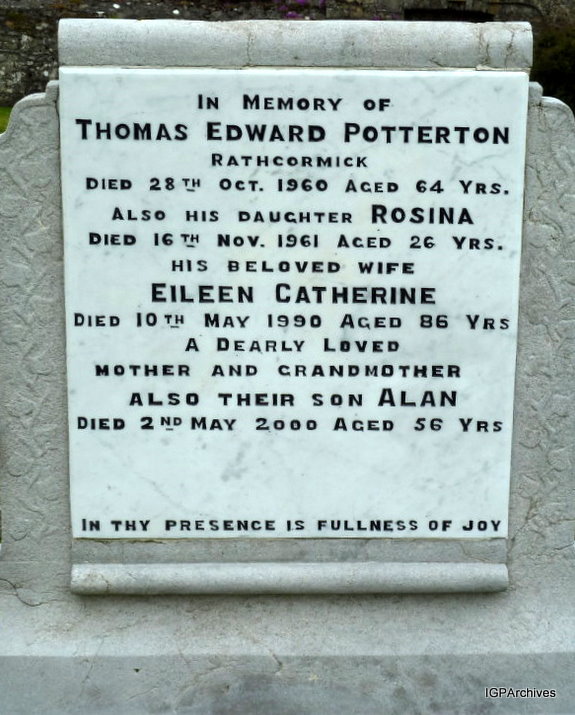 In Memory of
Thomas Edward Potterton
Rathcormick
Died 28th Oct. 1960 Aged 64 Yrs.
Also his daughter Rosina
Died 16th Nov. 1961 Aged 26 Yrs.
his beloved wife
Eileen Catherine
Died 10th May 1990 Aged 86 Yrs
a Dearly Loved
mother and grandmother
also their son Alan
Died 2nd May 2000 Aged 56 Yrs
In thy presence is fullness of joy
IGPArchives